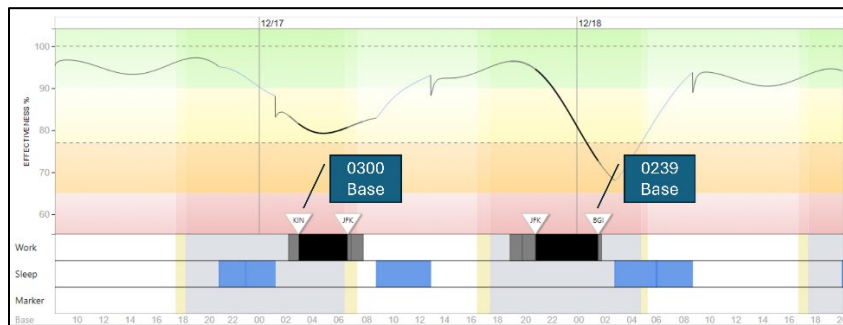 12/17 12/18
100
90
80
70
60
EFFECTIVENESS %
0300
Base
0239
Base
KIN JFK JFK BGI
Work
Sleep
Marker
Base 10 12 14 16 18 20 22 00 02 04 06 08 10 12 14 16 18 20 22 00 02 04 06 08 10 12 14 16 18 20